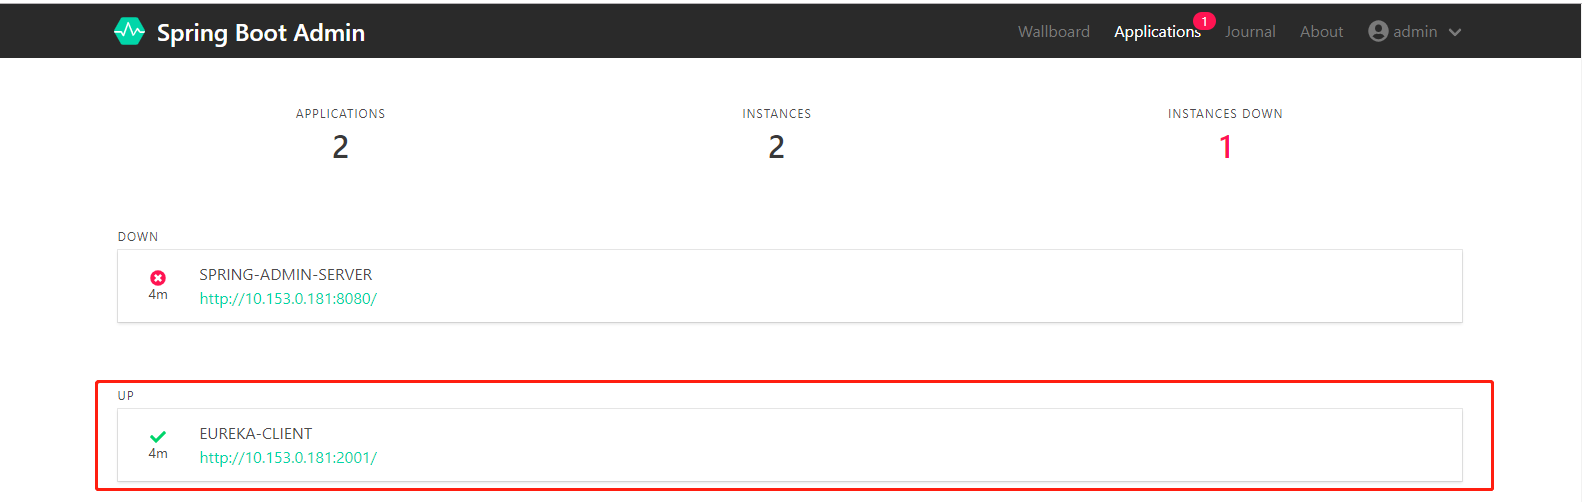 Spring Boot Admin
Wallboard Applications 1 Journal About admin
APPLICATIONS INSTANCES INSTANCES DOWN
2 2 1
DOWN
SPRING-ADMIN-SERVER
4m http://10.153.0.181:8080/
UP
EUREKA-CLIENT
4m http://10.153.0.181:2001/